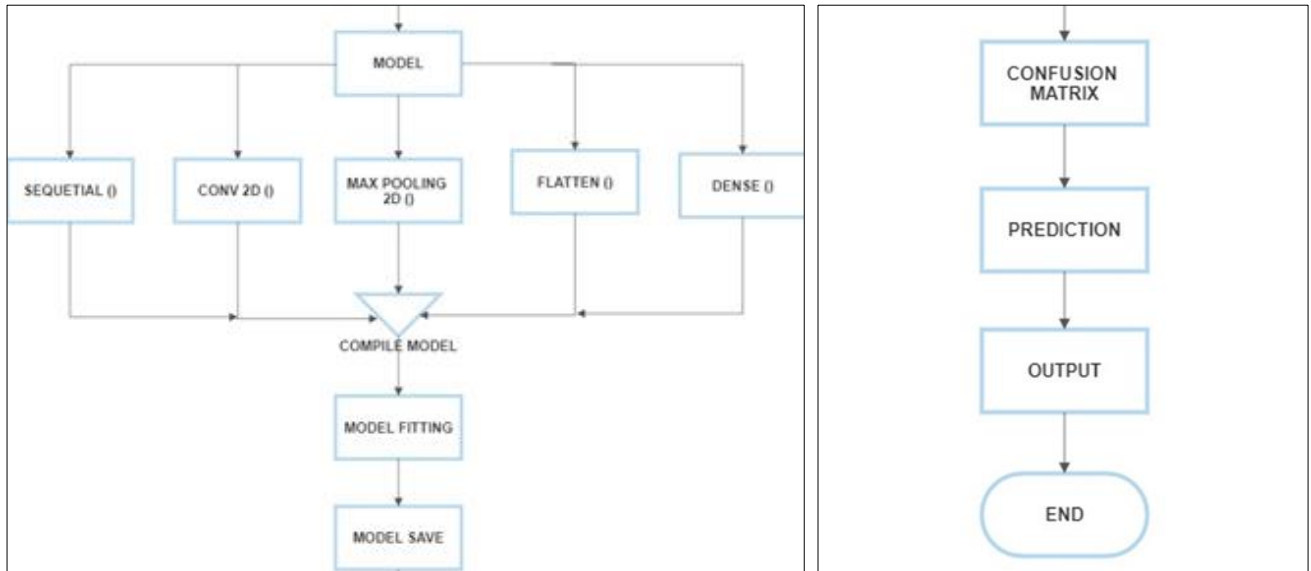 MODEL
SEQUETIAL ()
CONV 2D ()
MAX POOLING
2D ()
FLATTEN ()
DENSE ()
COMPILE MODEL
MODEL FITTING
MODEL SAVE
CONFUSION
MATRIX
PREDICTION
OUTPUT
END